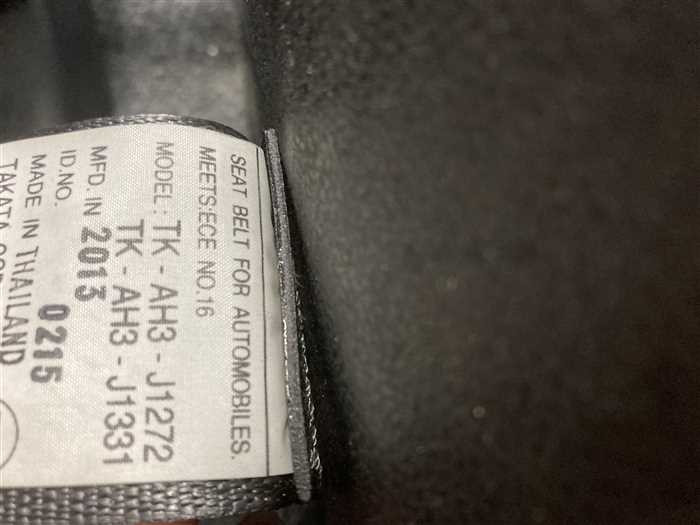 SEAT BELT FOR AUTOMOBILES.
MEETS:ECE NO.16
MODEL: TK - AH3 - J1272
TK - AH3 - J1331
MFD. IN 2013
ID.NO. 0215
MADE IN THAILAND
TAKATA